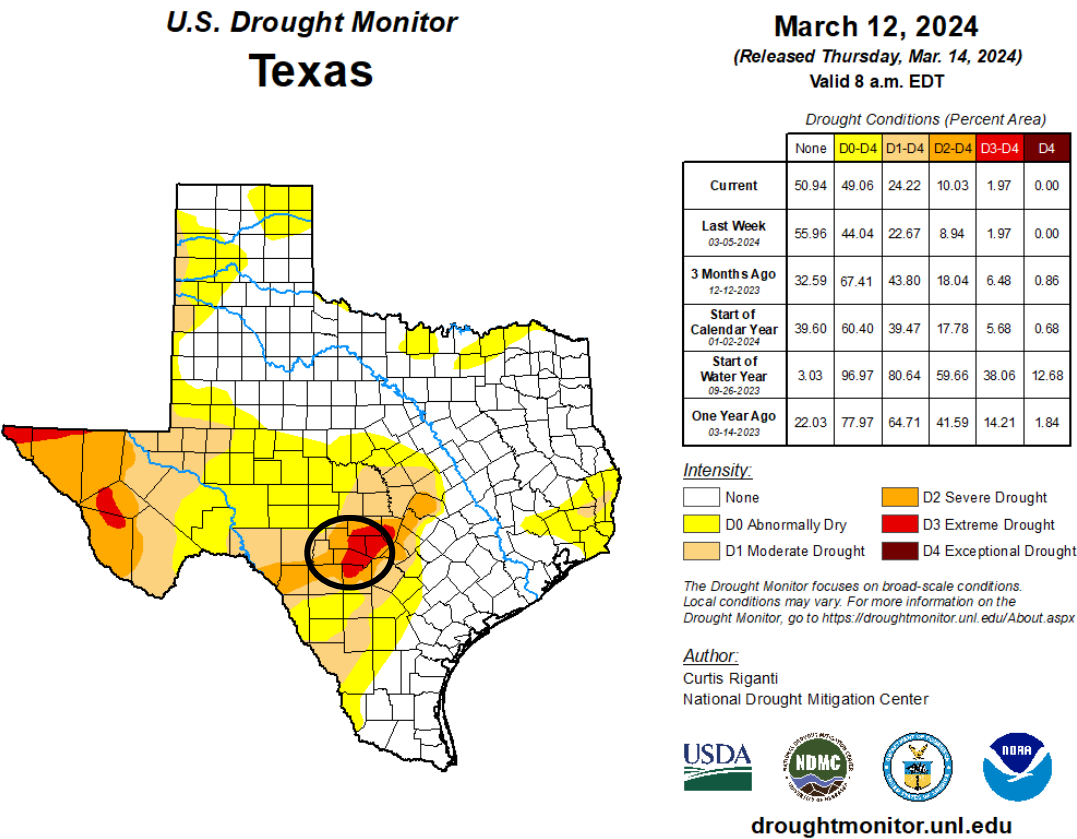 U.S. Drought Monitor
Texas
March 12, 2024
(Released Thursday, Mar. 14, 2024)
Valid 8 a.m. EDT
Drought Conditions (Percent Area)
None D0-D4 D1-D4 D2-D4 D3-D4 D4
Current 50.94 49.06 24.22 10.03 1.97 0.00
Last Week
03-05-2024 55.96 44.04 22.67 8.94 1.97 0.00
3 Months Ago
12-12-2023 32.59 67.41 43.80 18.04 6.48 0.86
Start of
Calendar Year
01-02-2024 39.60 60.40 39.47 17.78 5.68 0.68
Start of
Water Year
09-26-2023 3.03 96.97 80.64 59.66 38.06 12.68
One Year Ago
03-14-2023 22.03 77.97 64.71 41.59 14.21 1.84
Intensity:
None
D0 Abnormally Dry
D1 Moderate Drought
D2 Severe Drought
D3 Extreme Drought
D4 Exceptional Drought
The Drought Monitor focuses on broad-scale conditions.
Local conditions may vary. For more information on the
Drought Monitor, go to https://droughtmonitor.unl.edu/About.aspx
Author:
Curtis Riganti
National Drought Mitigation Center
USDA
NDMC
NOAA
droughtmonitor.unl.edu